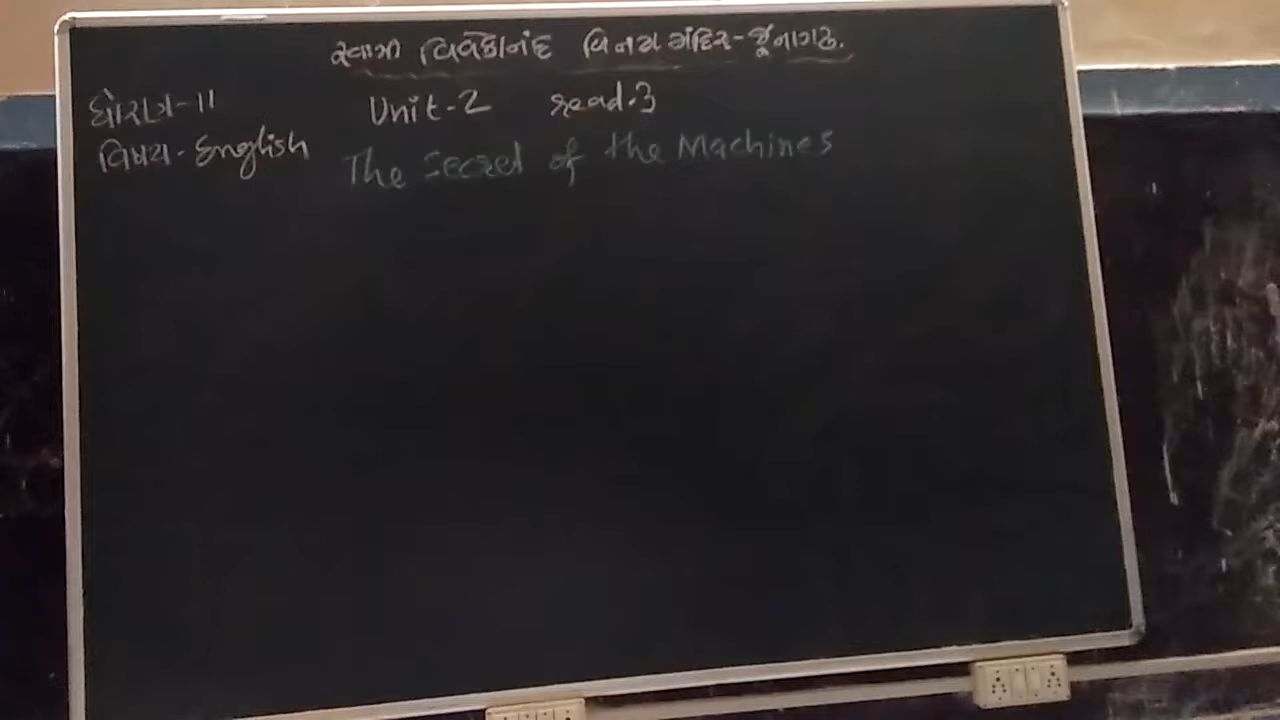 સ્વામી વિવેકાનંદ વિનય મંદિર-જૂનાગઢ.
ધોરણ-11
Unit-2 read.3
વિષય-English
The Secret of the Machines